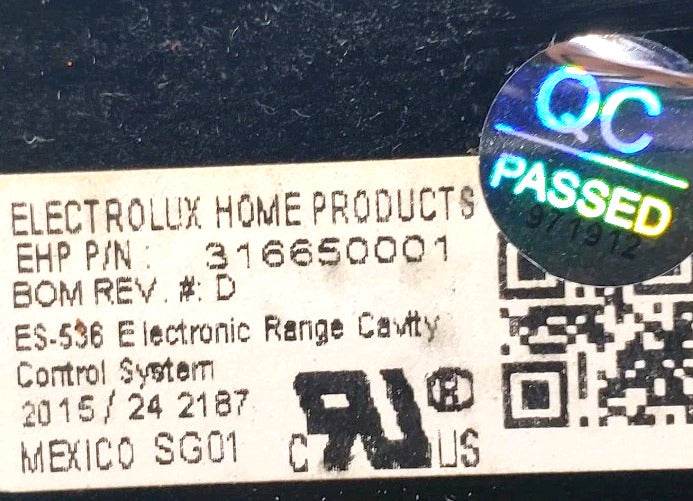 QC
PASSED
971912
ELECTROLUX HOME PRODUCTS
EHP P/N : 316650001
BOM REV. #: D
ES-536 Electronic Range Cavity
Control System
2015/24 2187
MEXICO SG01
C RU ® US